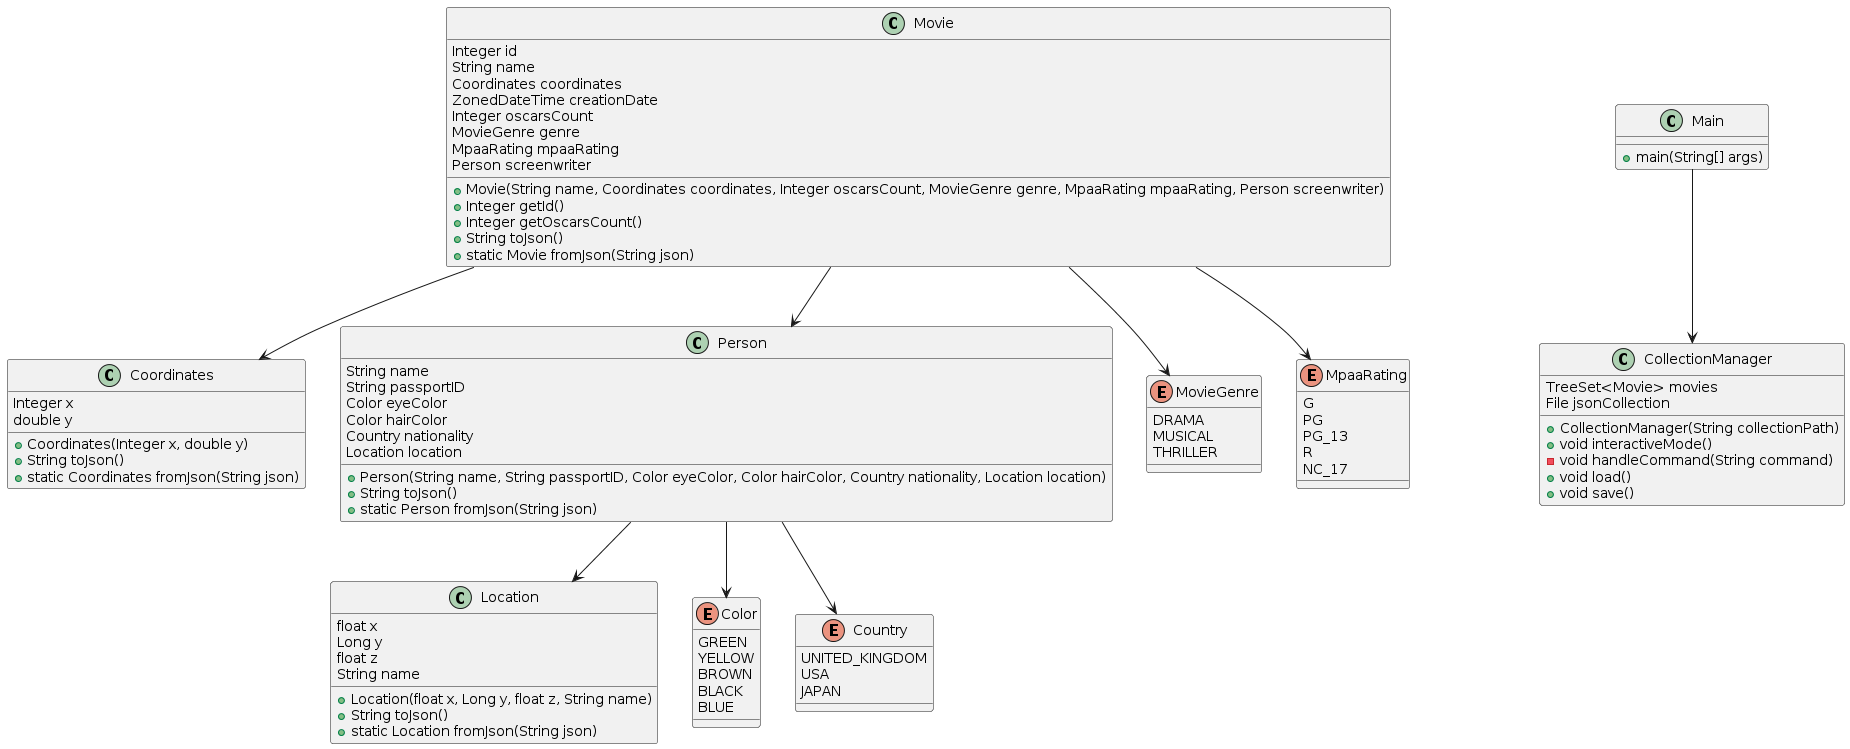 C Movie
Integer id
String name
Coordinates coordinates
ZonedDateTime creationDate
Integer oscarsCount
MovieGenre genre
MpaaRating mpaaRating
Person screenwriter
Movie(String name, Coordinates coordinates, Integer oscarsCount, MovieGenre genre, MpaaRating mpaaRating, Person screenwriter)
Integer getId()
Integer getOscarsCount()
String toJson()
static Movie fromJson(String json)
C Main
main(String[] args)
C Coordinates
Integer x
double y
Coordinates(Integer x, double y)
String toJson()
static Coordinates fromJson(String json)
C Person
String name
String passportID
Color eyeColor
Color hairColor
Country nationality
Location location
Person(String name, String passportID, Color eyeColor, Color hairColor, Country nationality, Location location)
String toJson()
static Person fromJson(String json)
E MovieGenre
DRAMA
MUSICAL
THRILLER
E MpaaRating
G
PG
PG_13
R
NC_17
C CollectionManager
TreeSet<Movie> movies
File jsonCollection
CollectionManager(String collectionPath)
void interactiveMode()
void handleCommand(String command)
void load()
void save()
C Location
float x
Long y
float z
String name
Location(float x, Long y, float z, String name)
String toJson()
static Location fromJson(String json)
E Color
GREEN
YELLOW
BROWN
BLACK
BLUE
E Country
UNITED_KINGDOM
USA
JAPAN